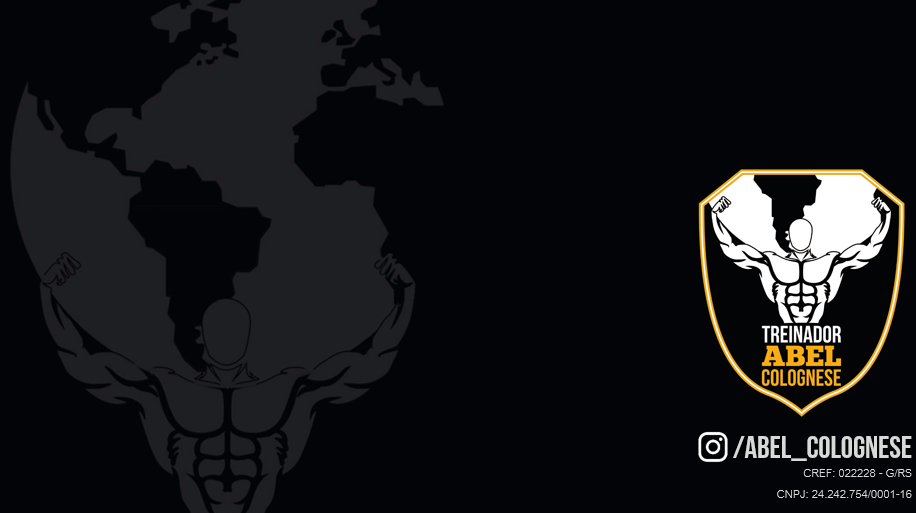 TREINADOR
ABEL
COLOGNESE
/ABEL_COLOGNESE
CREF: 022228 - G/RS
CNPJ: 24.242.754/0001-16